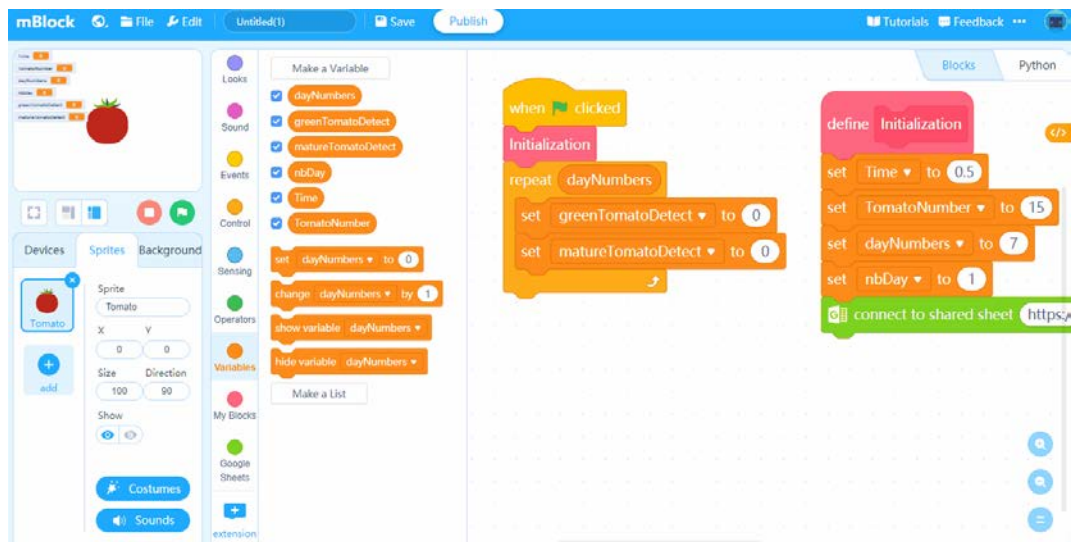 mBlock File Edit Untitled(1) Save Publish Tutorials Feedback
Time
dayNumbers
nbDay
Devices Sprites Background
Tomato
add
Sprite
Tomato
X Y
0 0
Size Direction
100 90
Show
Costumes
Sounds
Looks
Sound
Events
Control
Sensing
Operators
Variables
My Blocks
Google
Sheets
extension
Make a Variable
dayNumbers
greenTomatoDetect
matureTomatoDetect
nbDay
Time
TomatoNumber
set dayNumbers to 0
change dayNumbers by 1
show variable dayNumbers
hide variable dayNumbers
Make a List
when clicked
Initialization
repeat dayNumbers
set greenTomatoDetect to 0
set matureTomatoDetect to 0
Blocks Python
</>
define Initialization
set Time to 0.5
set TomatoNumber to 15
set dayNumbers to 7
set nbDay to 1
connect to shared sheet https:/